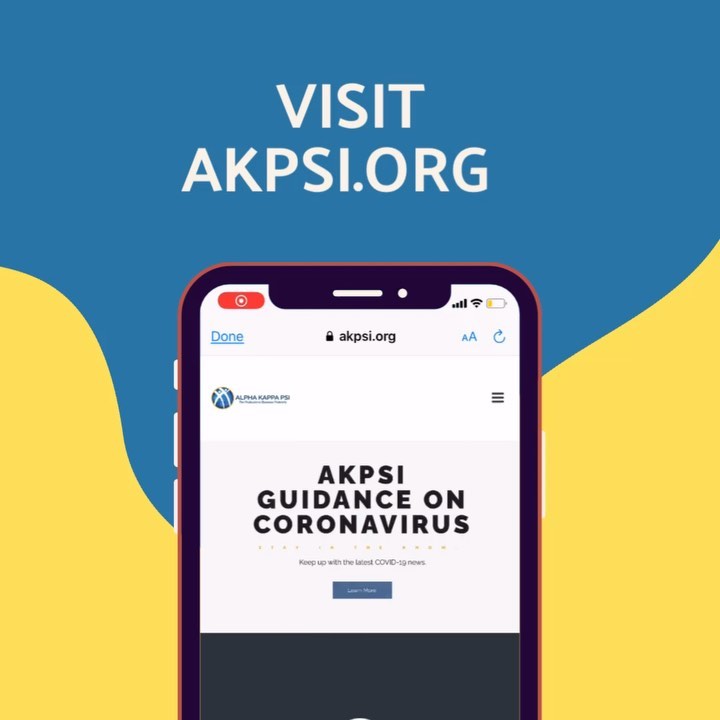 VISIT
AKPSI.ORG
Done akpsi.org AA
ALPHA KAPPA PSI
AKPSI
GUIDANCE ON
CORONAVIRUS
STAY IN THE KNOW
Keep up with the latest COVID-19 news.
Learn More